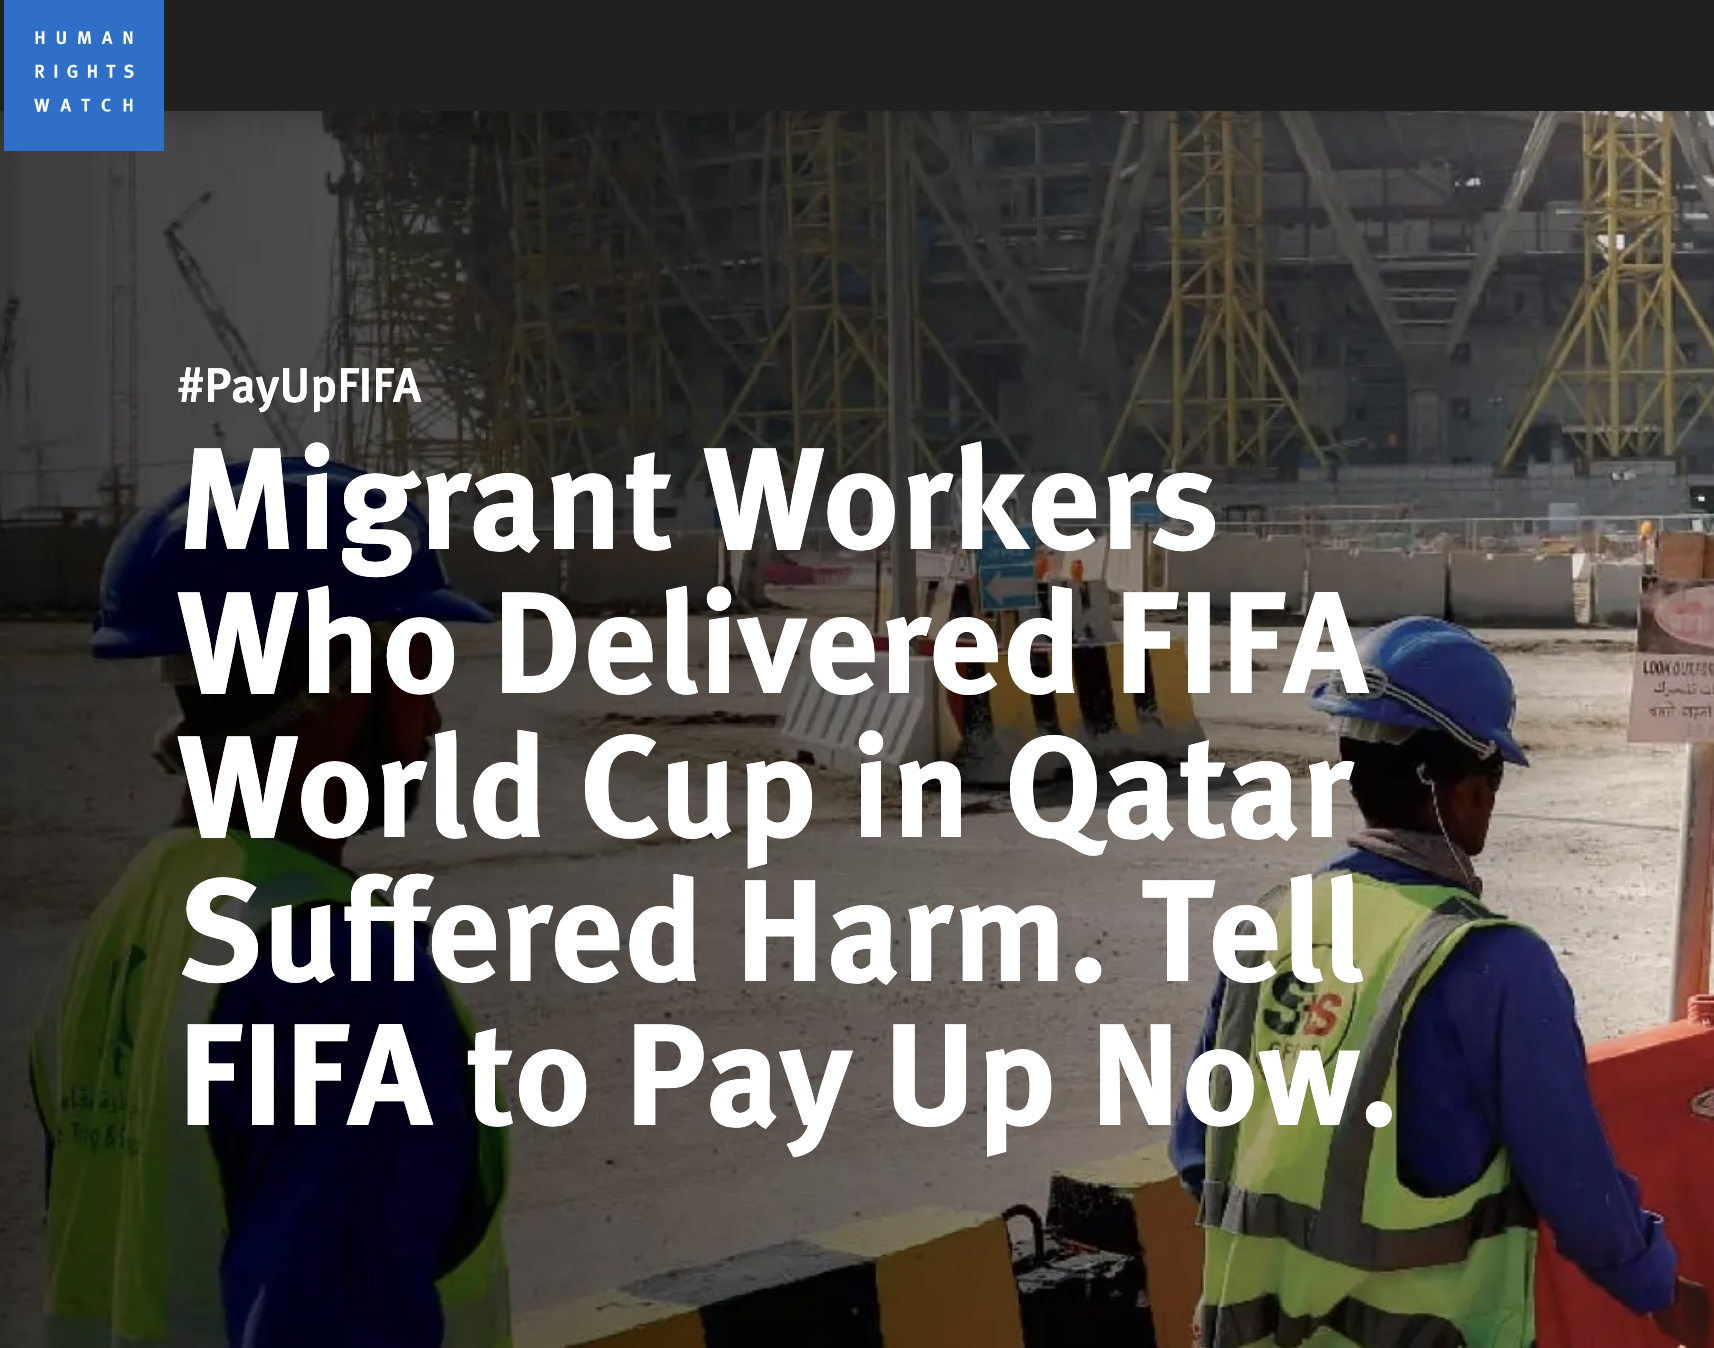 HUMAN
RIGHTS
WATCH
#PayUpFIFA
Migrant Workers
Who Delivered FIFA
World Cup in Qatar
Suffered Harm. Tell
FIFA to Pay Up Now.
LOOK